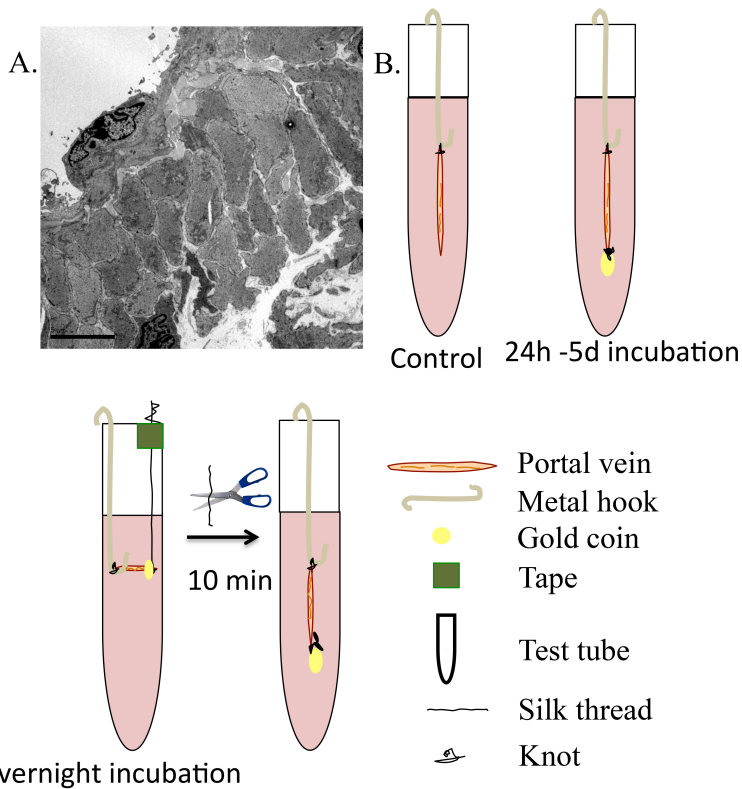 A.
B.
Control
24h -5d incubation
10 min
vernight incubation
Portal vein
Metal hook
Gold coin
Tape
Test tube
Silk thread
Knot